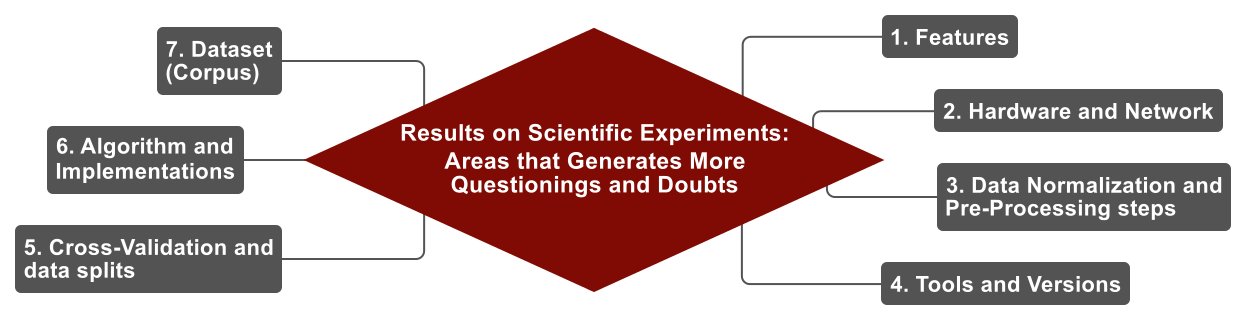 Results on Scientific Experiments:
Areas that Generates More
Questionings and Doubts
1. Features
2. Hardware and Network
3. Data Normalization and
Pre-Processing steps
4. Tools and Versions
5. Cross-Validation and
data splits
6. Algorithm and
Implementations
7. Dataset
(Corpus)